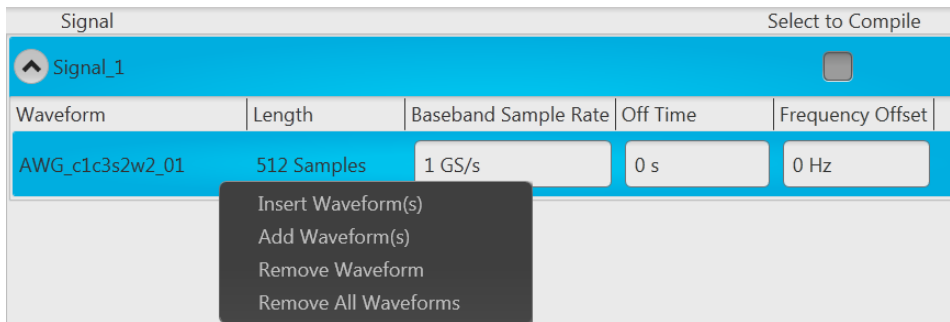 Signal Select to Compile
Signal_1
Waveform Length Baseband Sample Rate Off Time Frequency Offset
AWG_c1c3s2w2_01 512 Samples 1 GS/s 0 s 0 Hz
Insert Waveform(s)
Add Waveform(s)
Remove Waveform
Remove All Waveforms